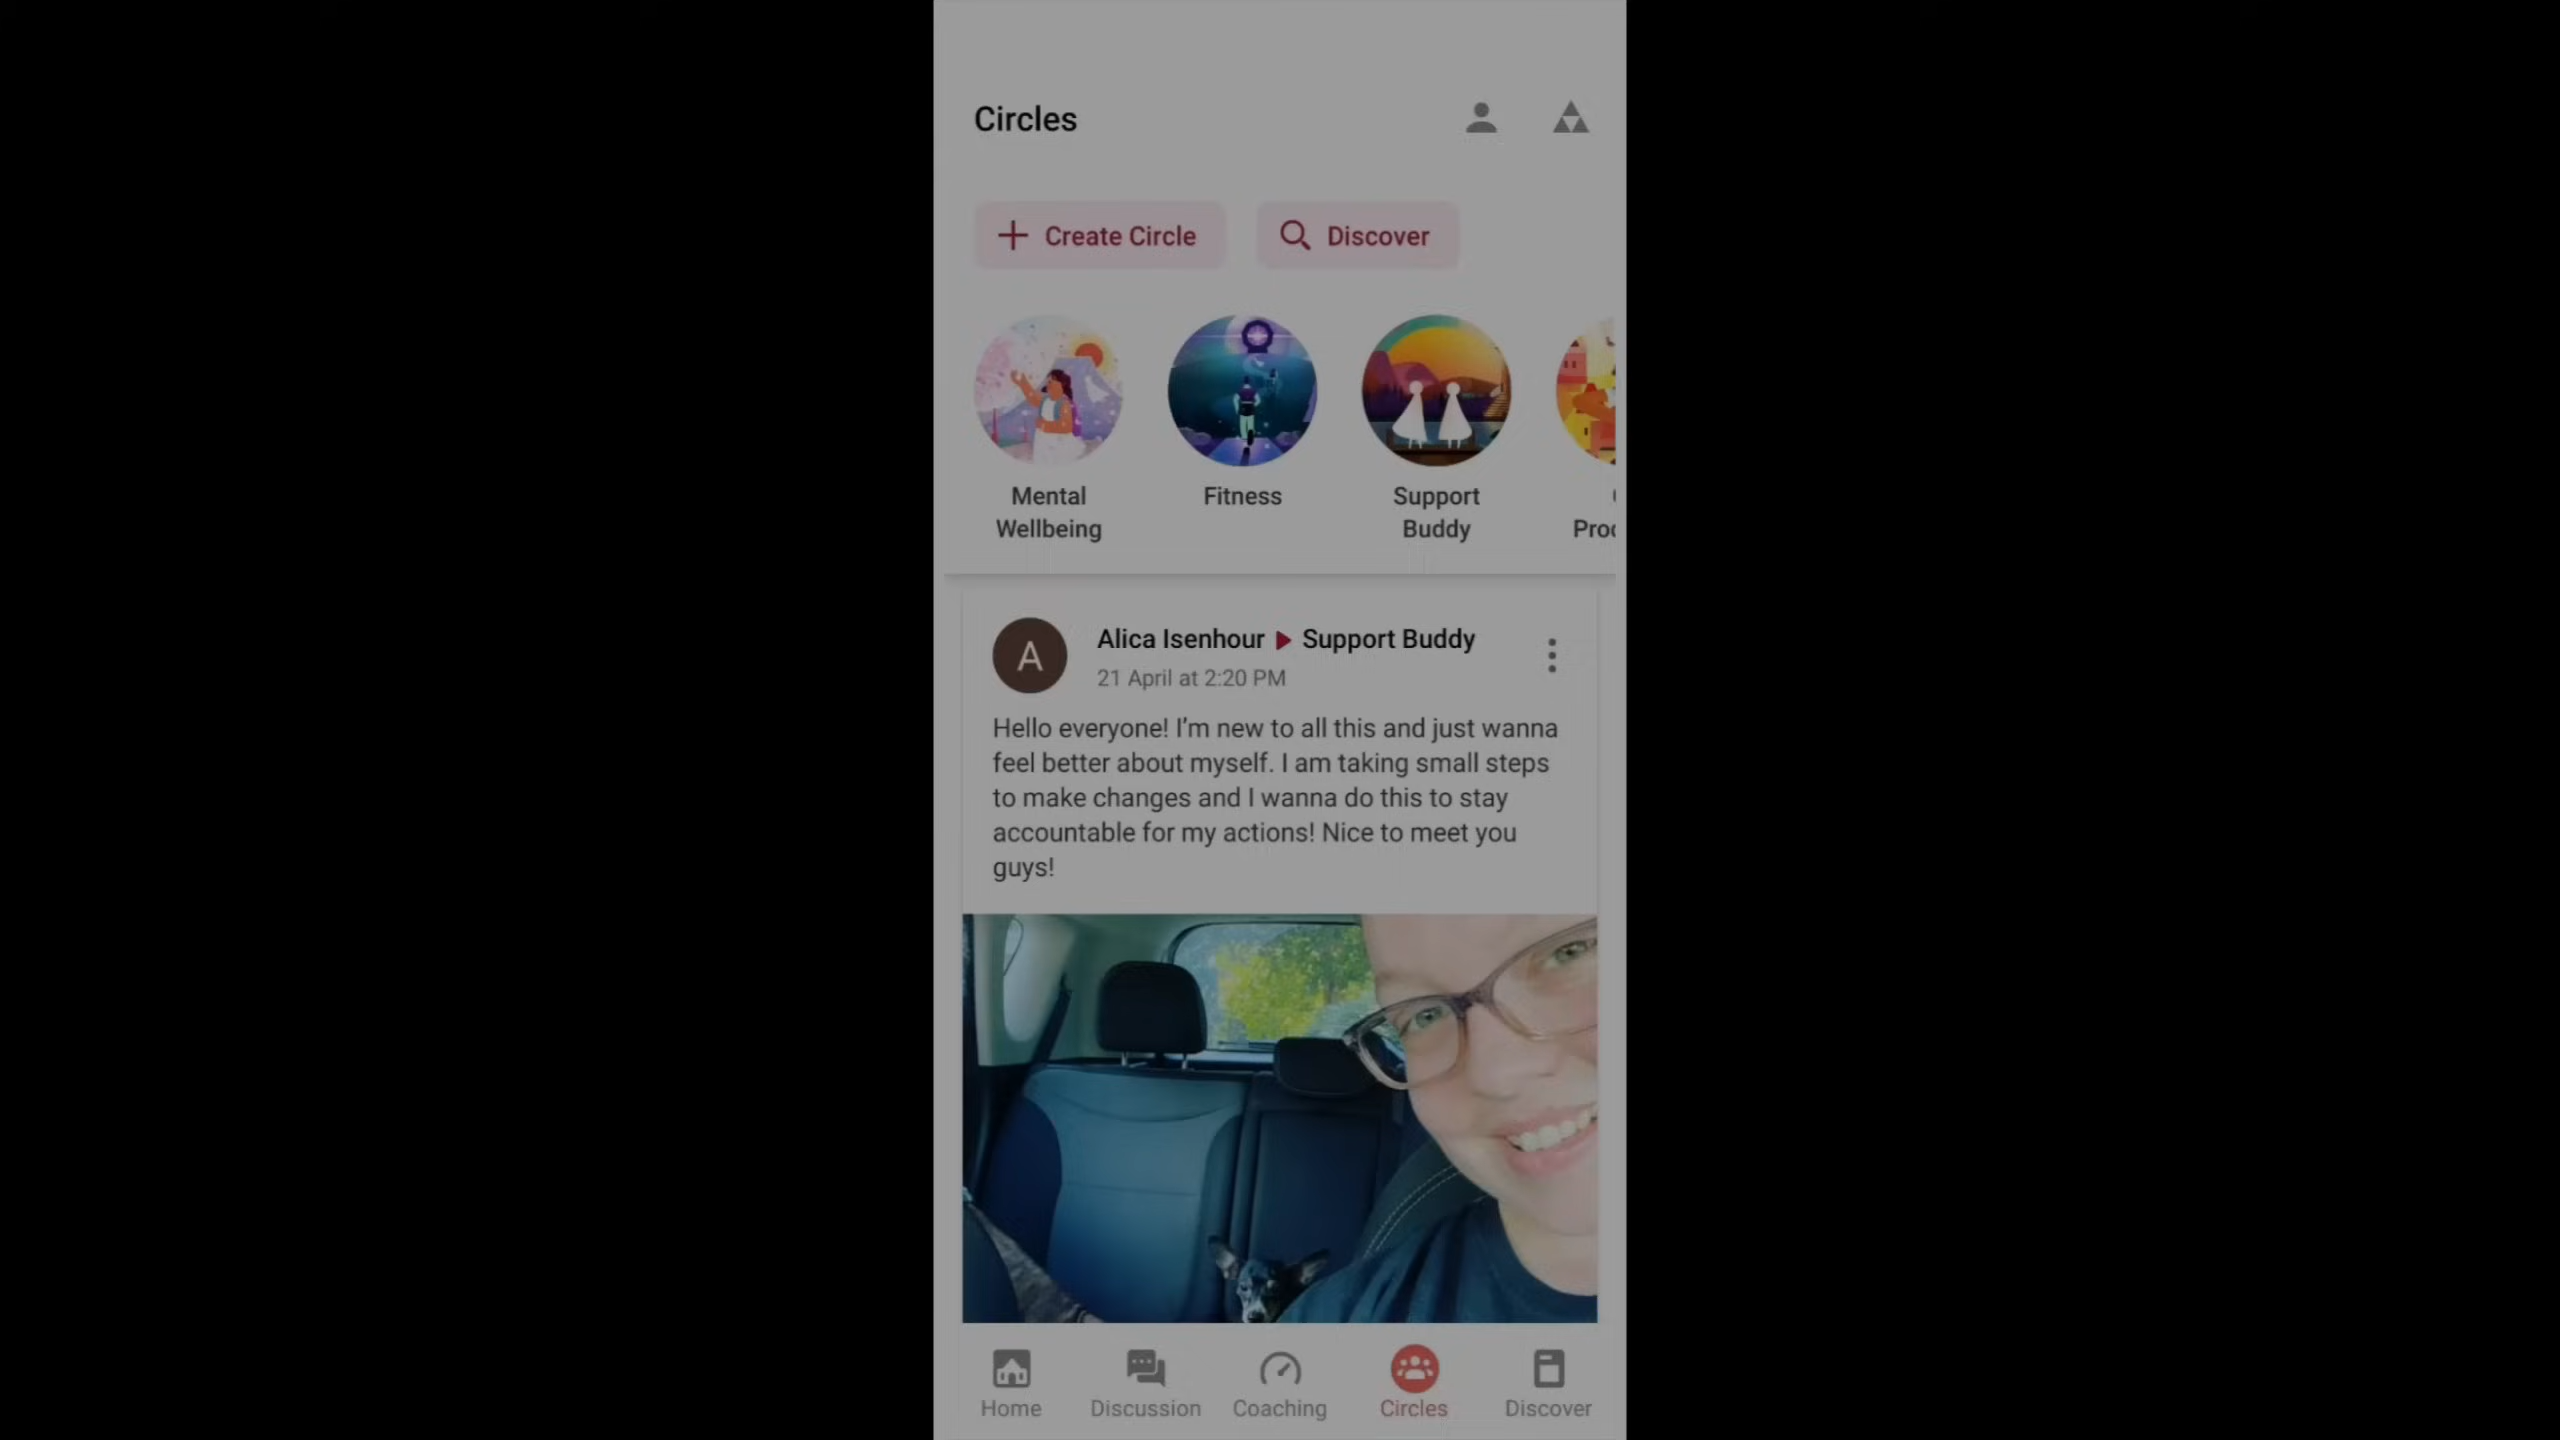 Circles
Create Circle
Discover
Mental
Wellbeing
Fitness
Support
Buddy
A
Alica Isenhour ▶ Support Buddy
21 April at 2:20 PM
Hello everyone! I'm new to all this and just wanna
feel better about myself. I am taking small steps
to make changes and I wanna do this to stay
accountable for my actions! Nice to meet you
guys!
Home
Discussion
Coaching
Circles
Discover